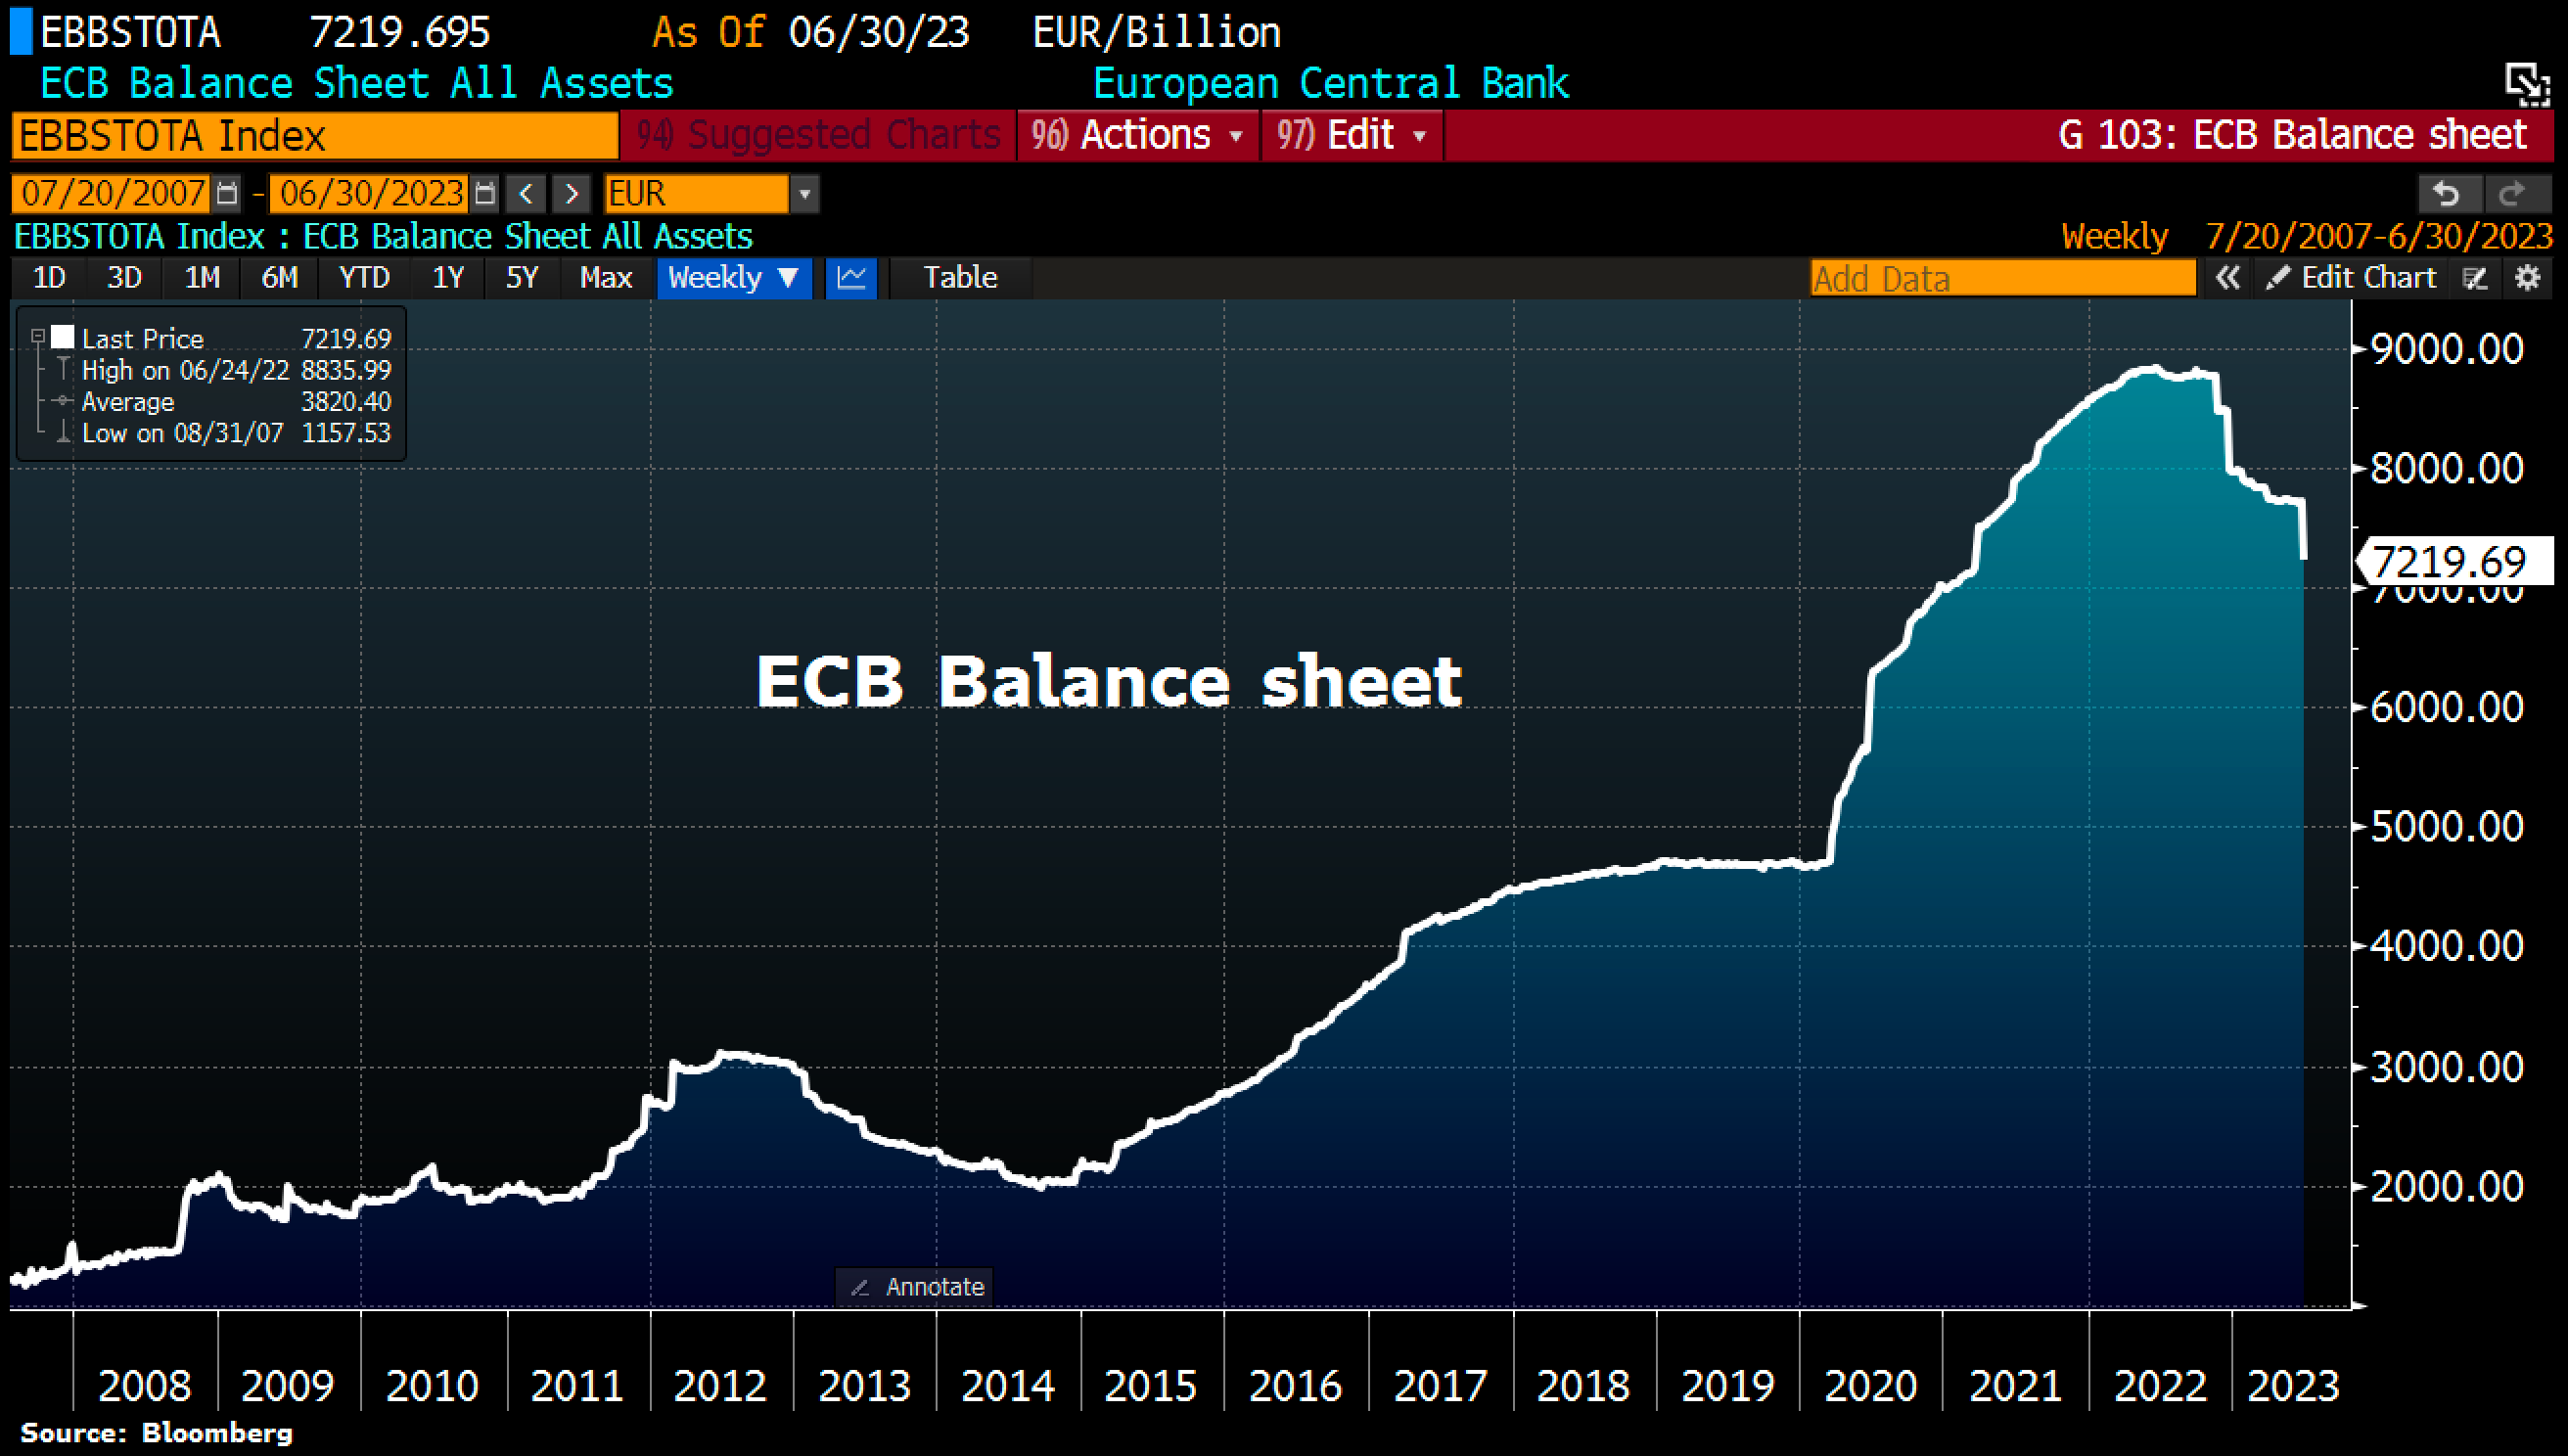 EBBSTOTA 7219.695 As Of 06/30/23 EUR/Billion
ECB Balance Sheet All Assets European Central Bank
EBBSTOTA Index 94) Suggested Charts 96) Actions 97) Edit G 103: ECB Balance sheet
07/20/2007 - 06/30/2023 < > EUR
EBBSTOTA Index : ECB Balance Sheet All Assets Weekly 7/20/2007-6/30/2023
1D 3D 1M 6M YTD 1Y 5Y Max Weekly ▼ Table Add Data « Edit Chart
Last Price 7219.69
High on 06/24/22 8835.99
Average 3820.40
Low on 08/31/07 1157.53
9000.00
8000.00
7219.69
7000.00
6000.00
5000.00
4000.00
3000.00
2000.00
ECB Balance sheet
Annotate
2008 2009 2010 2011 2012 2013 2014 2015 2016 2017 2018 2019 2020 2021 2022 2023
Source: Bloomberg